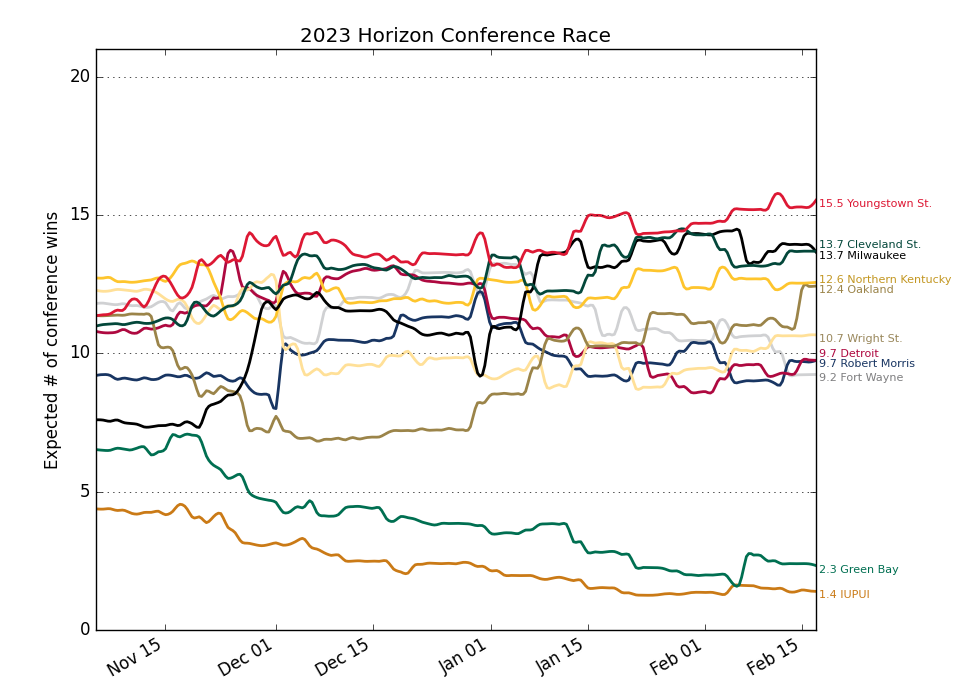 2023 Horizon Conference Race
Expected # of conference wins
20
15
10
5
0
Nov 15
Dec 01
Dec 15
Jan 01
Jan 15
Feb 01
Feb 15
15.5 Youngstown St.
13.7 Cleveland St.
13.7 Milwaukee
12.6 Northern Kentucky
12.4 Oakland
10.7 Wright St.
9.7 Detroit
9.7 Robert Morris
9.2 Fort Wayne
2.3 Green Bay
1.4 IUPUI